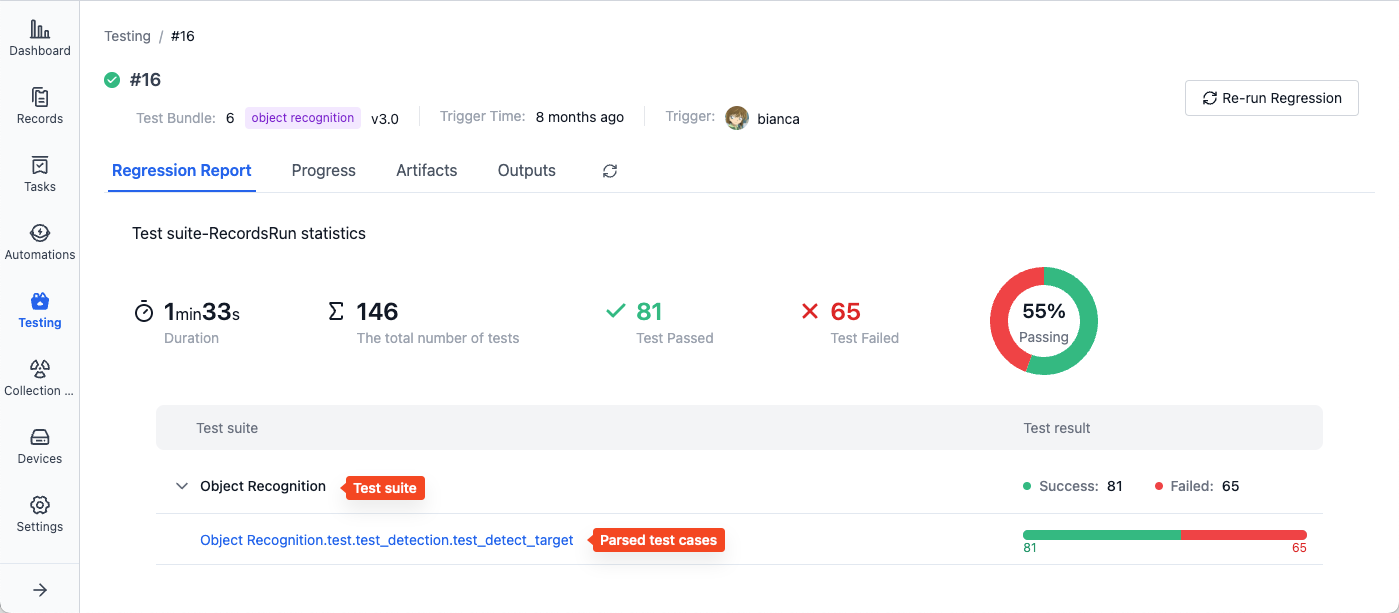 Dashboard
Records
Tasks
Automations
Testing
Collection ...
Devices
Settings
Testing / #16
#16
Test Bundle: 6 object recognition v3.0 Trigger Time: 8 months ago Trigger: bianca
Re-run Regression
Regression Report Progress Artifacts Outputs
Test suite-RecordsRun statistics
1min33s
Duration
146
The total number of tests
81
Test Passed
65
Test Failed
55%
Passing
Test suite Test result
Object Recognition Test suite Success: 81 Failed: 65
Object Recognition.test.test_detection.test_detect_target Parsed test cases
81 65